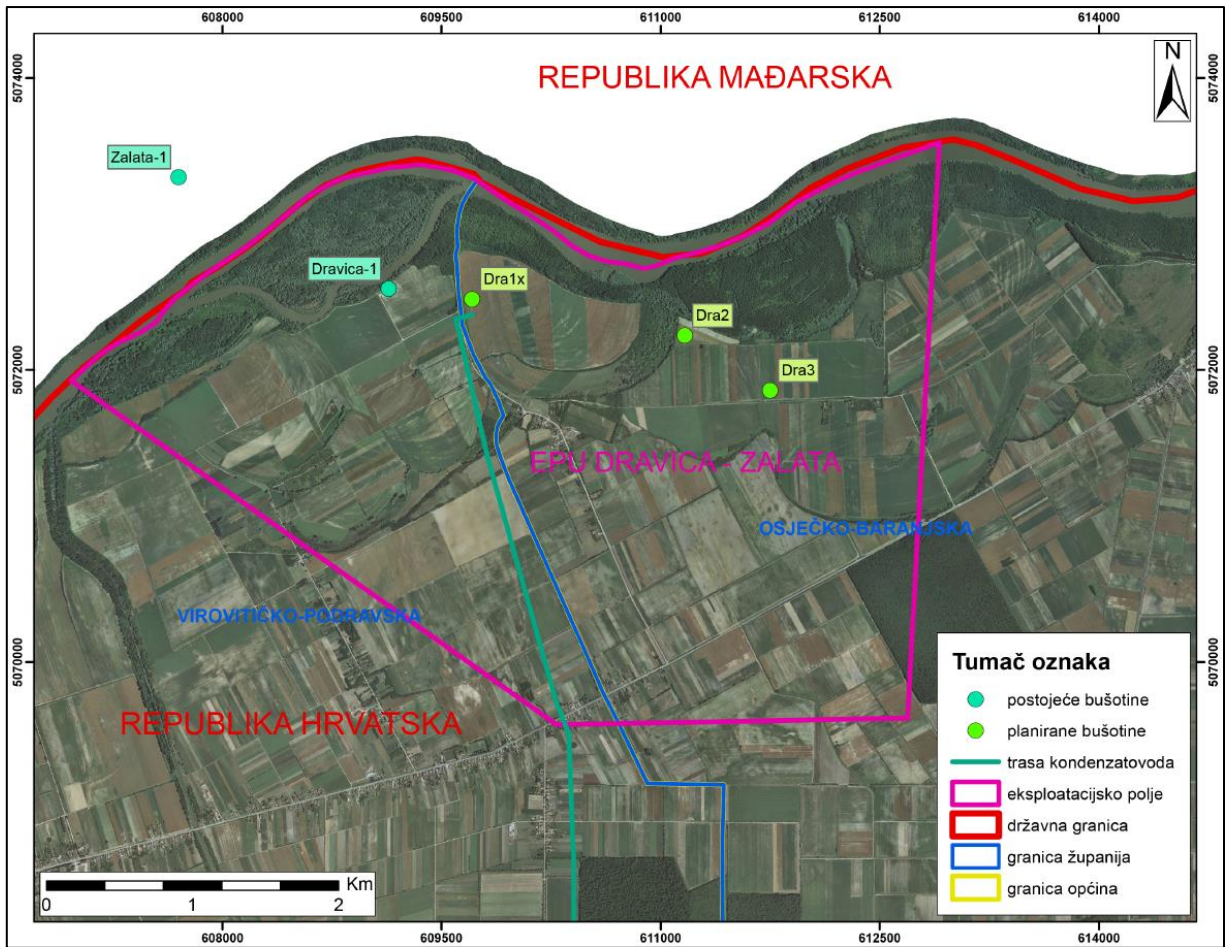 608000 609500 611000 612500 614000
5074000 5074000
REPUBLIKA MAĐARSKA
N
Zalata-1
Dravica-1
Dra1x
Dra2
5072000 5072000
Dra3
EPU DRAVICA - ZALATA
OSJEČKO-BARANJSKA
VIROVITIČKO-PODRAVSKA
5070000 5070000
REPUBLIKA HRVATSKA
Tumač oznaka
postojeće bušotine
planirane bušotine
trasa kondenzatovoda
eksploatacijsko polje
državna granica
granica županija
granica općina
Km
0 1 2
608000 609500 611000 612500 614000